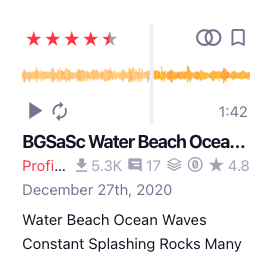 1:42
BGSaSc Water Beach Ocea...
Profi... 5.3K 17 0 4.8
December 27th, 2020
Water Beach Ocean Waves
Constant Splashing Rocks Many